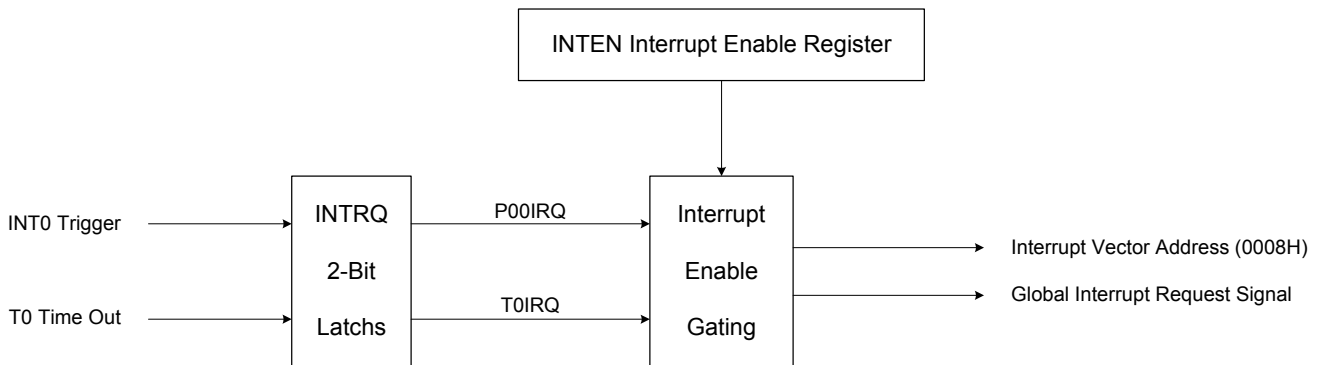 INTEN Interrupt Enable Register
INT0 Trigger
T0 Time Out
INTRQ
2-Bit
Latchs
P00IRQ
T0IRQ
Interrupt
Enable
Gating
Interrupt Vector Address (0008H)
Global Interrupt Request Signal